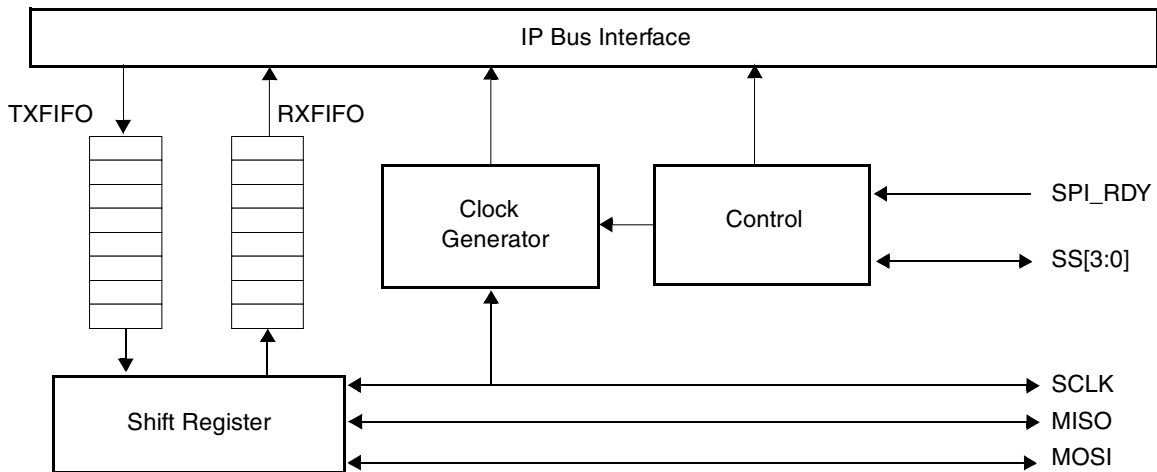 IP Bus Interface
TXFIFO
RXFIFO
Clock
Generator
Control
SPI_RDY
SS[3:0]
Shift Register
SCLK
MISO
MOSI